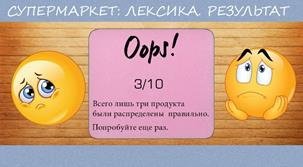 СУПЕРМАРКЕТ: ЛЕКСИКА. РЕЗУЛЬТАТ
Oops!
3/10
Всего лишь три продукта
были распределены правильно.
Попробуйте еще раз.